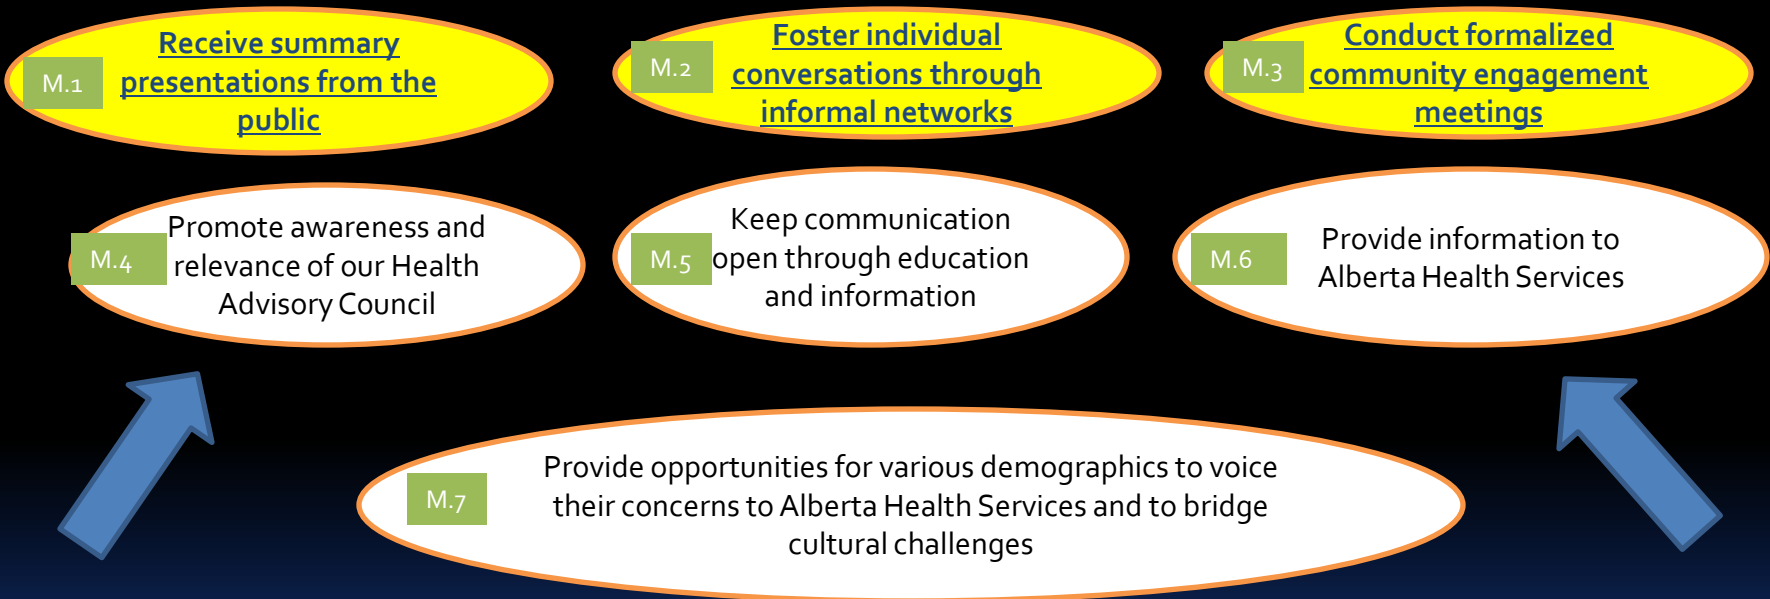 M.1
Receive summary
presentations from the
public
M.2
Foster individual
conversations through
informal networks
M.3
Conduct formalized
community engagement
meetings
M.4
Promote awareness and
relevance of our Health
Advisory Council
M.5
Keep communication
open through education
and information
M.6
Provide information to
Alberta Health Services
M.7
Provide opportunities for various demographics to voice
their concerns to Alberta Health Services and to bridge
cultural challenges